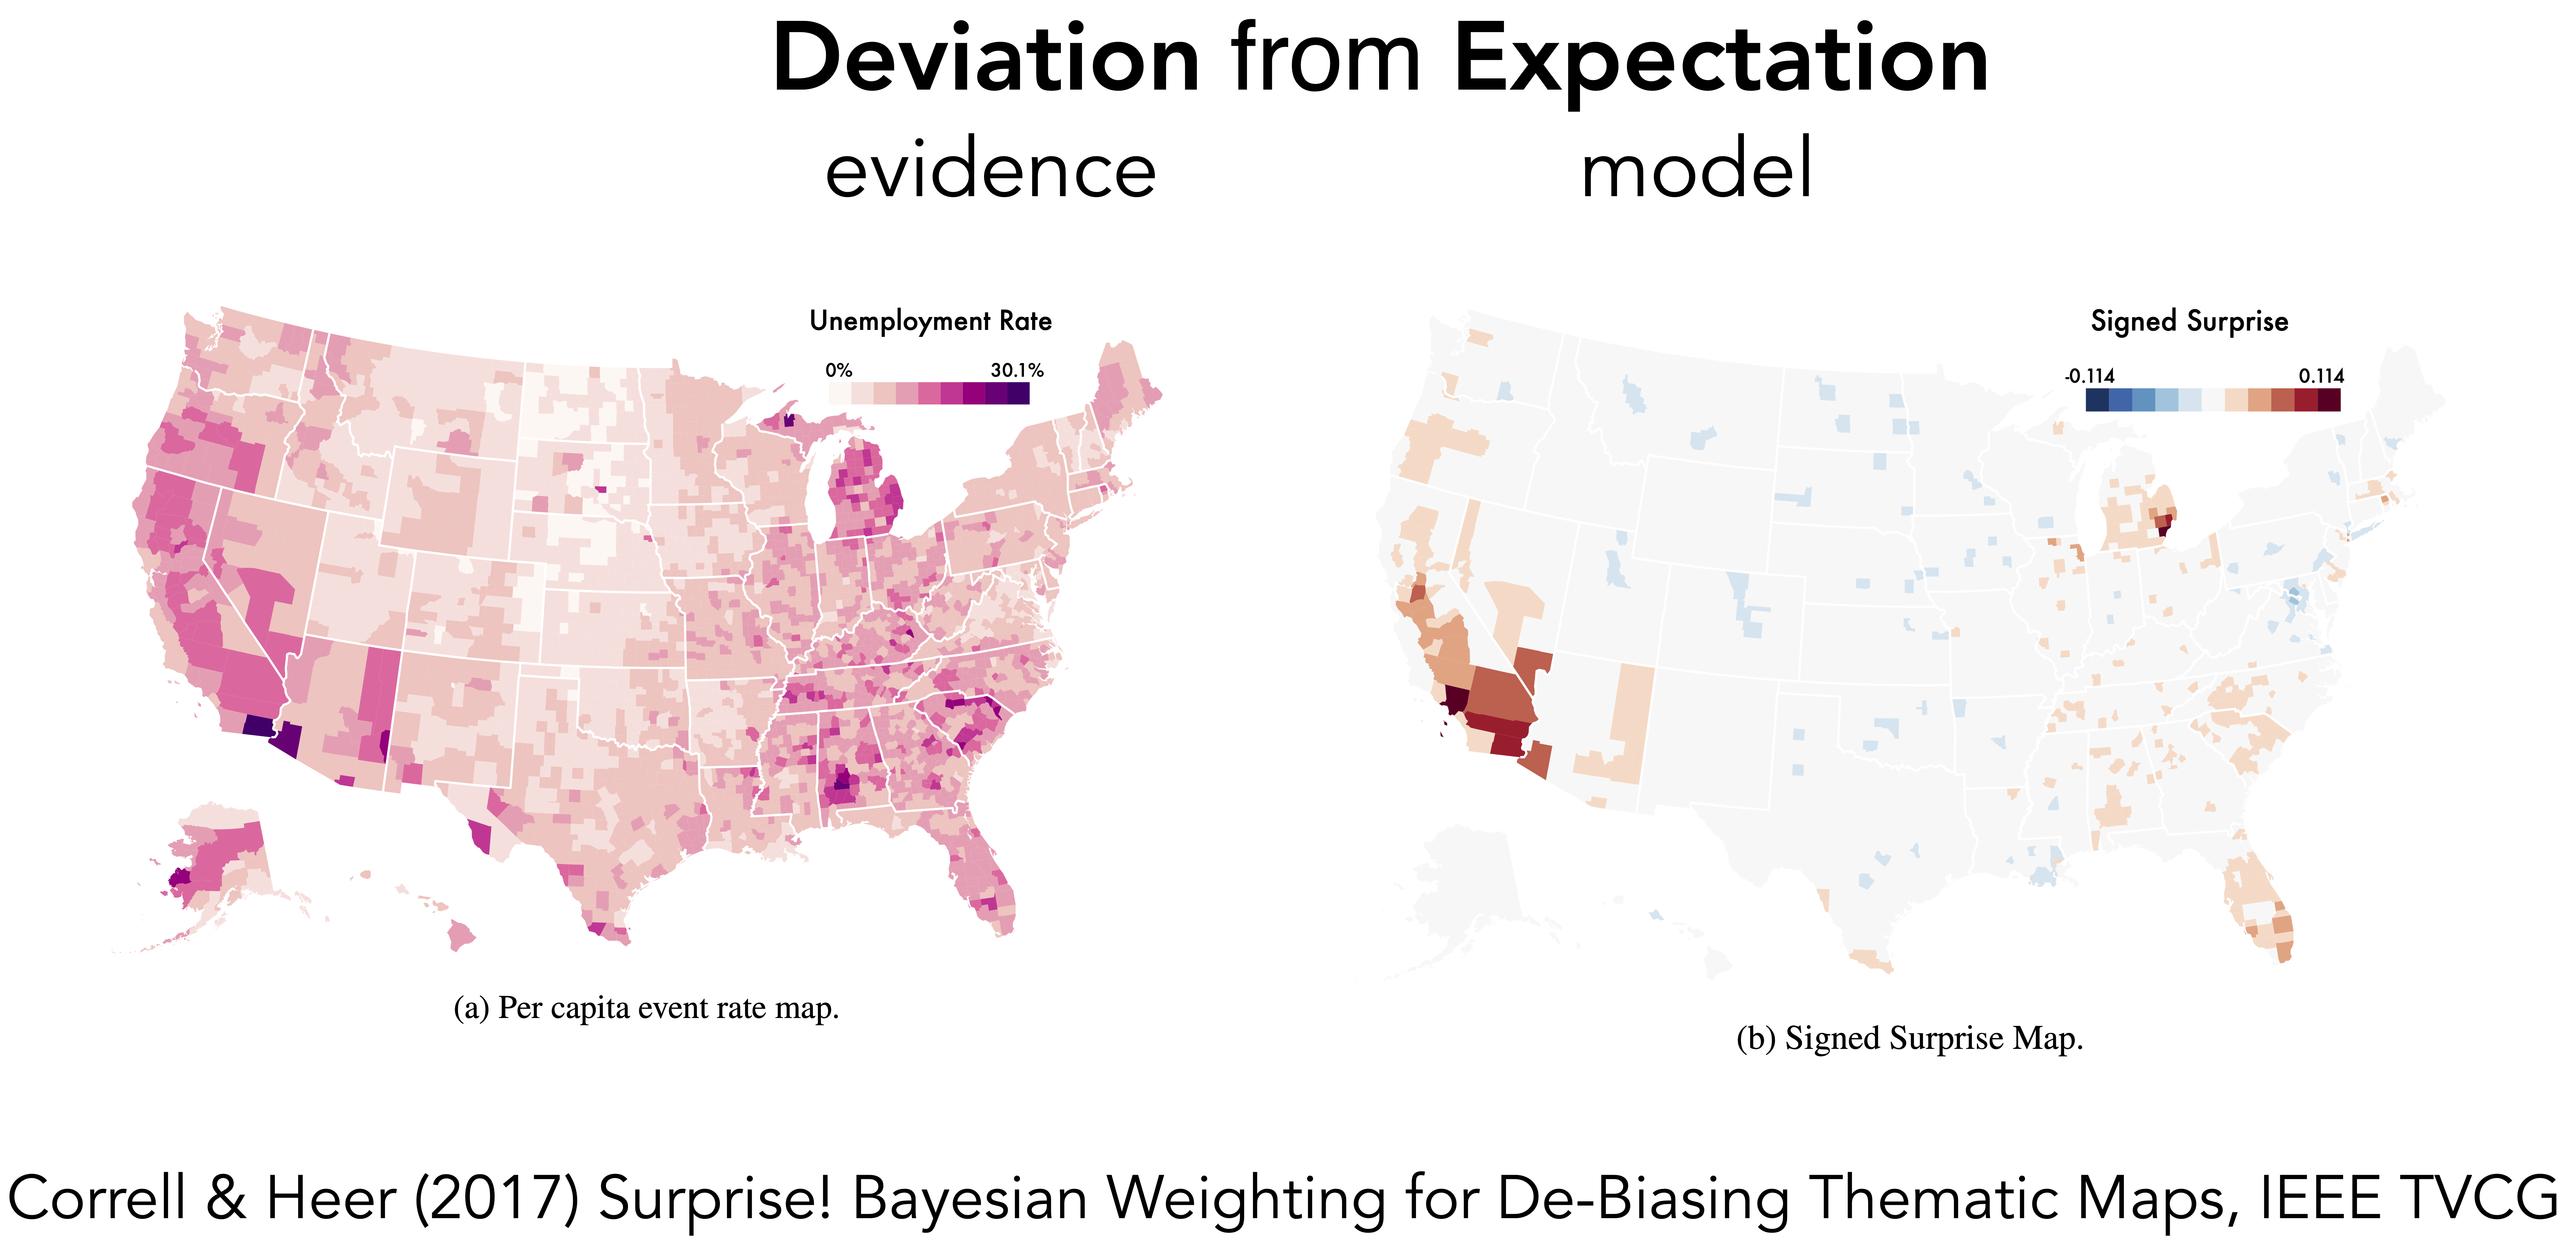 Deviation from Expectation
evidence model
Unemployment Rate
0% 30.1%
Signed Surprise
-0.114 0.114
(a) Per capita event rate map.
(b) Signed Surprise Map.
Correll & Heer (2017) Surprise! Bayesian Weighting for De-Biasing Thematic Maps, IEEE TVCG